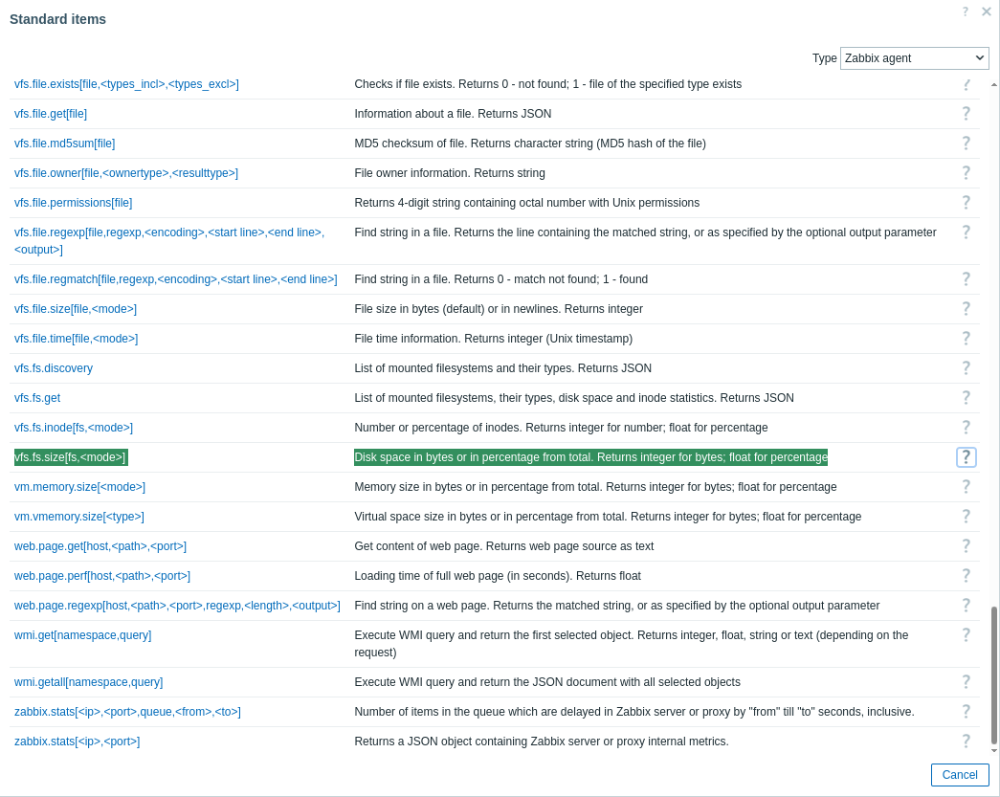 Standard items
?
Type Zabbix agent
vfs.file.exists[file,<types_incl>,<types_excl>] Checks if file exists. Returns 0 - not found; 1 - file of the specified type exists ?
vfs.file.get[file] Information about a file. Returns JSON ?
vfs.file.md5sum[file] MD5 checksum of file. Returns character string (MD5 hash of the file) ?
vfs.file.owner[file,<ownertype>,<resulttype>] File owner information. Returns string ?
vfs.file.permissions[file] Returns 4-digit string containing octal number with Unix permissions ?
vfs.file.regexp[file,regexp,<encoding>,<start line>,<end line>, Find string in a file. Returns the line containing the matched string, or as specified by the optional output parameter ?
<output>]
vfs.file.regmatch[file,regexp,<encoding>,<start line>,<end line>] Find string in a file. Returns 0 - match not found; 1 - found ?
vfs.file.size[file,<mode>] File size in bytes (default) or in newlines. Returns integer ?
vfs.file.time[file,<mode>] File time information. Returns integer (Unix timestamp) ?
vfs.fs.discovery List of mounted filesystems and their types. Returns JSON ?
vfs.fs.get List of mounted filesystems, their types, disk space and inode statistics. Returns JSON ?
vfs.fs.inode[fs,<mode>] Number or percentage of inodes. Returns integer for number; float for percentage ?
vfs.fs.size[fs,<mode>] Disk space in bytes or in percentage from total. Returns integer for bytes; float for percentage ?
vm.memory.size[<mode>] Memory size in bytes or in percentage from total. Returns integer for bytes; float for percentage ?
vm.vmemory.size[<type>] Virtual space size in bytes or in percentage from total. Returns integer for bytes; float for percentage ?
web.page.get[host,<path>,<port>] Get content of web page. Returns web page source as text ?
web.page.perf[host,<path>,<port>] Loading time of full web page (in seconds). Returns float ?
web.page.regexp[host,<path>,<port>,regexp,<length>,<output>] Find string on a web page. Returns the matched string, or as specified by the optional output parameter ?
wmi.get[namespace,query] Execute WMI query and return the first selected object. Returns integer, float, string or text (depending on the ?
request)
wmi.getall[namespace,query] Execute WMI query and return the JSON document with all selected objects ?
zabbix.stats[<ip>,<port>,queue,<from>,<to>] Number of items in the queue which are delayed in Zabbix server or proxy by "from" till "to" seconds, inclusive. ?
zabbix.stats[<ip>,<port>] Returns a JSON object containing Zabbix server or proxy internal metrics. ?
Cancel